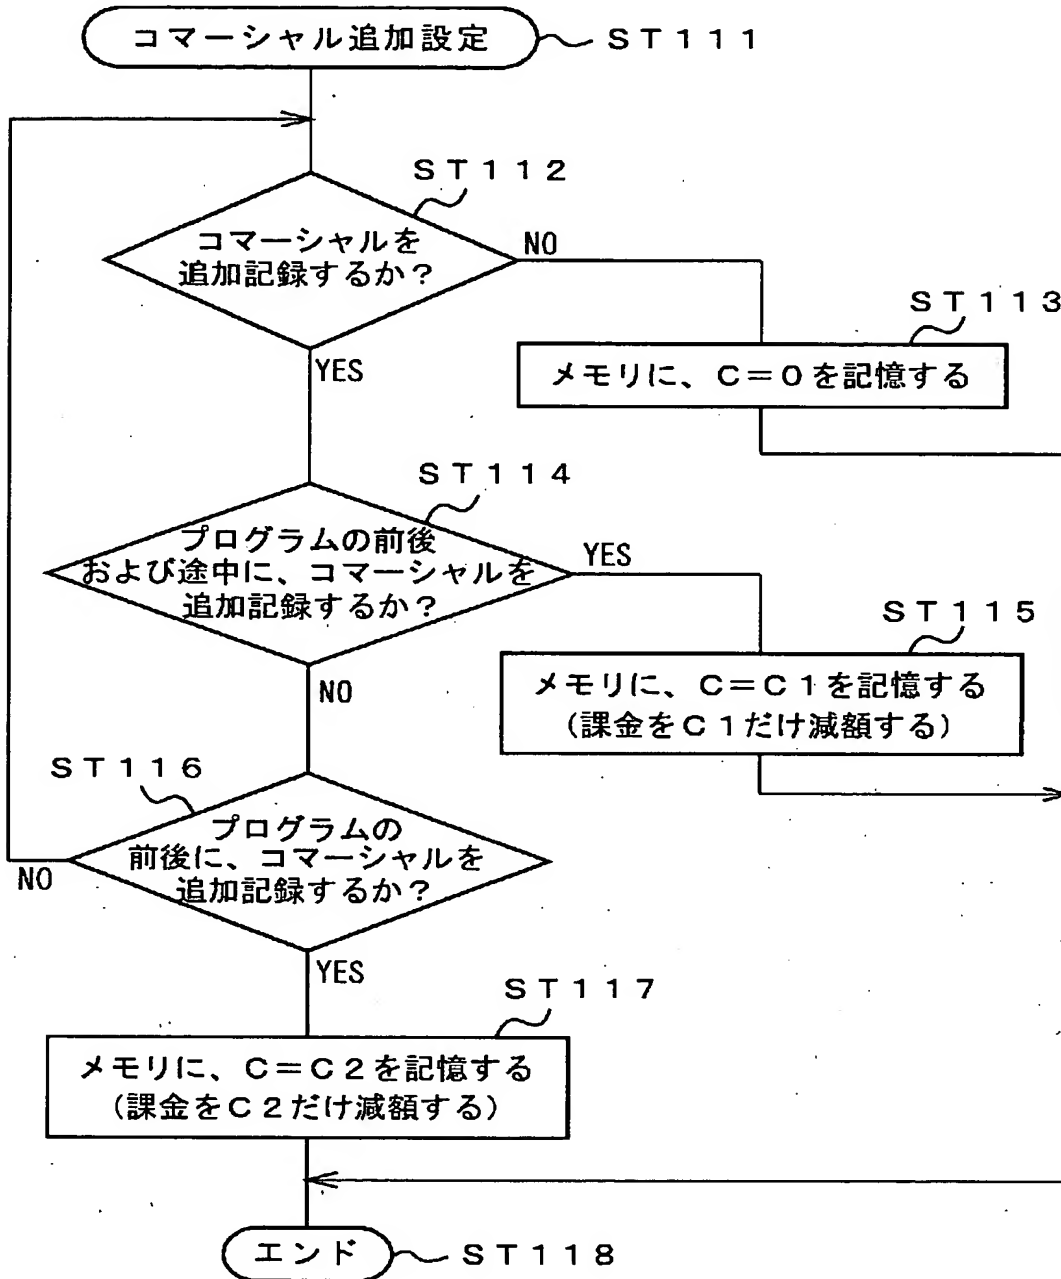 コマーシャル追加設定
ST111
ST112
コマーシャルを
追加記録するか?
NO
YES
ST113
メモリに、C=0を記憶する
ST114
プログラムの前後
および途中に、コマーシャルを
追加記録するか?
YES
NO
ST115
メモリに、C=C1を記憶する
(課金をC1だけ減額する)
ST116
プログラムの
前後に、コマーシャルを
追加記録するか?
NO
YES
ST117
メモリに、C=C2を記憶する
(課金をC2だけ減額する)
エンド
ST118